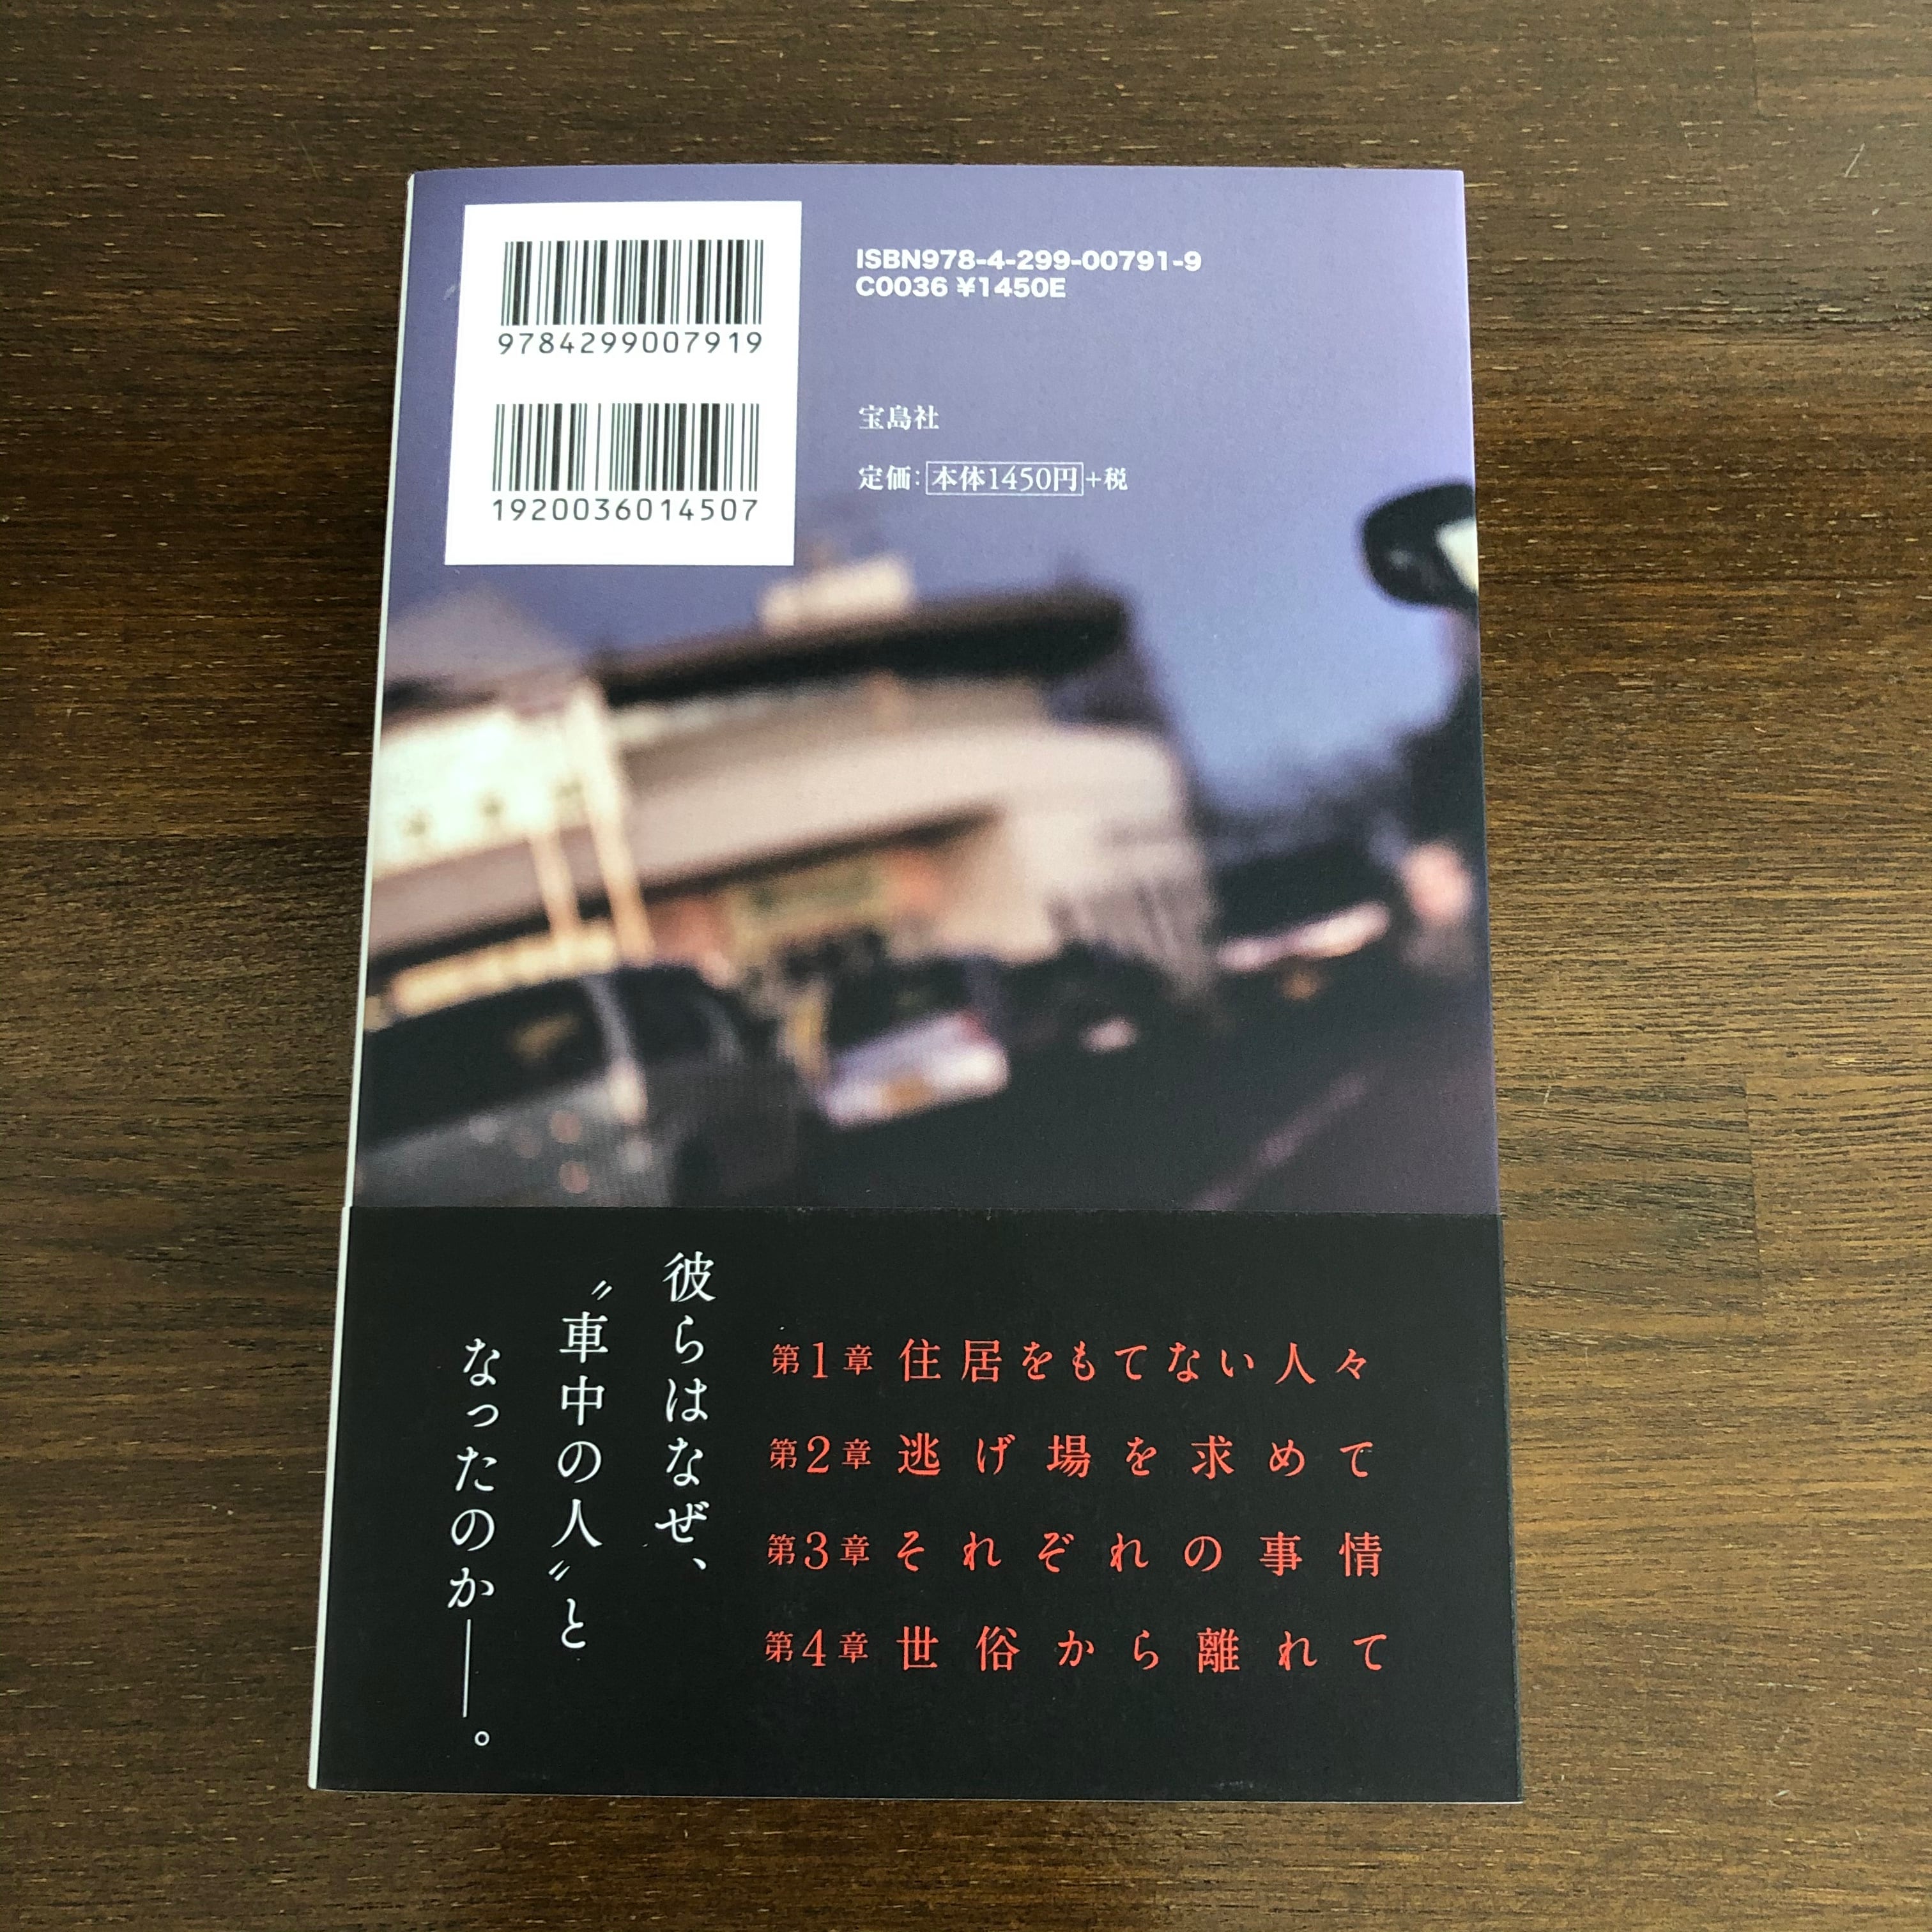 9784299007919
1920036014507
ISBN978-4-299-00791-9
C0036 ¥1450E
宝島社
定価：本体1450円+税
第1章 住居をもてない人々
第2章 逃げ場を求めて
第3章 それぞれの事情
第4章 世俗から離れて
彼らはなぜ、
〝車中の人〟と
なったのか――。